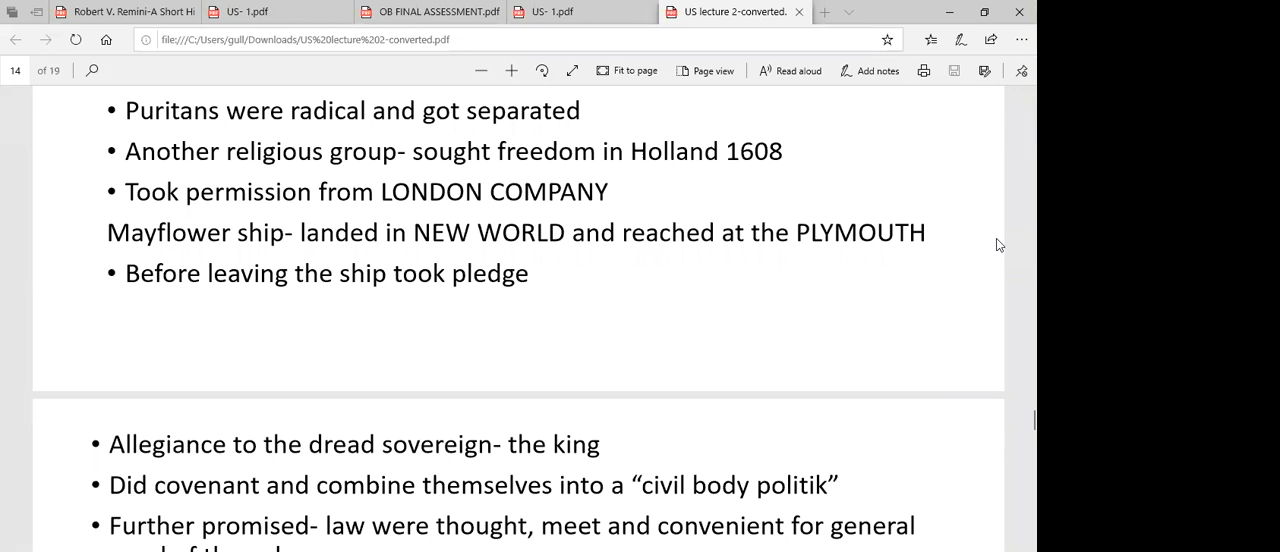 Robert V. Remini-A Short Hi
US- 1.pdf
OB FINAL ASSESSMENT.pdf
US- 1.pdf
US lecture 2-converted.
file:///C:/Users/gull/Downloads/US%20lecture%202-converted.pdf
14 of 19
Fit to page
Page view
Read aloud
Add notes
• Puritans were radical and got separated
• Another religious group- sought freedom in Holland 1608
• Took permission from LONDON COMPANY
Mayflower ship- landed in NEW WORLD and reached at the PLYMOUTH
• Before leaving the ship took pledge
• Allegiance to the dread sovereign- the king
• Did covenant and combine themselves into a “civil body politik”
• Further promised- law were thought, meet and convenient for general